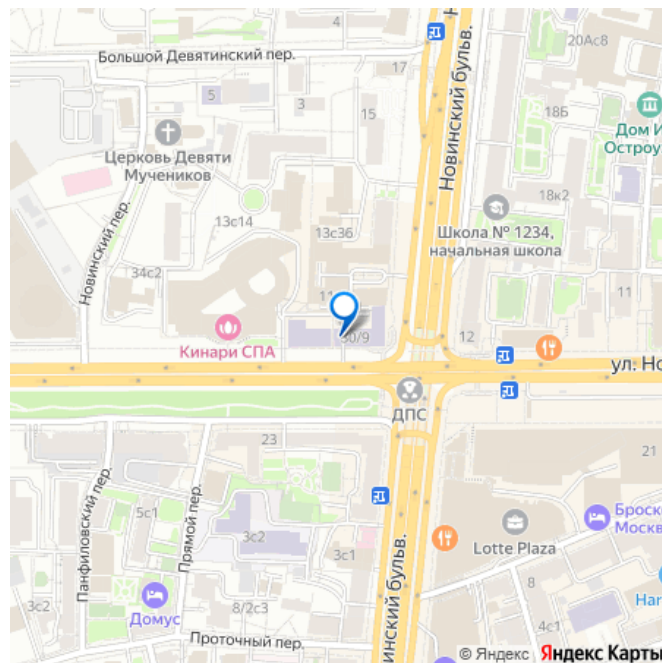 20Ас8
Большой Девятинский пер.
17
5
3
Новинский бульв.
15
18Б
Дом И
Остроу
Церковь Девяти
Мучеников
18к2
13с14
13с36
Школа № 1234,
начальная школа
Новинский пер.
34с2
11
11
30/9
12
Кинари СПА
ул. Но
ДПС
23
21
Панфиловский пер.
5с1
Прямой пер.
3с2
3с1
Lotte Plaza
Броск
Москв
инский бульв.
8
3с2
Домус
8/2с3
4с1
Har
Проточный пер.
© Яндекс Яндекс Карты